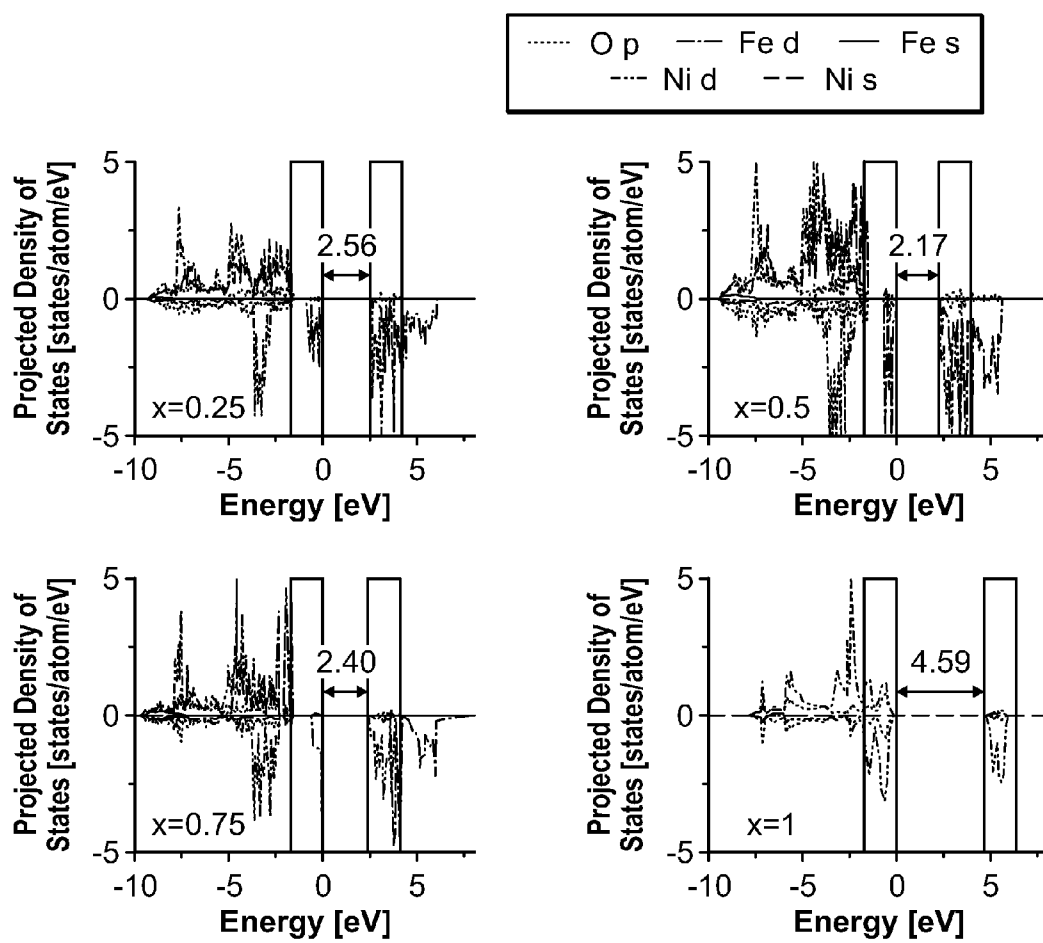 O p Fe d Fe s
Ni d Ni s
Projected Density of
States [states/atom/eV]
5
0
-5
2.56
x=0.25
-10 -5 0 5
Energy [eV]
Projected Density of
States [states/atom/eV]
5
0
-5
2.17
x=0.5
-10 -5 0 5
Energy [eV]
Projected Density of
States [states/atom/eV]
5
0
-5
2.40
x=0.75
-10 -5 0 5
Energy [eV]
Projected Density of
States [states/atom/eV]
5
0
-5
4.59
x=1
-10 -5 0 5
Energy [eV]